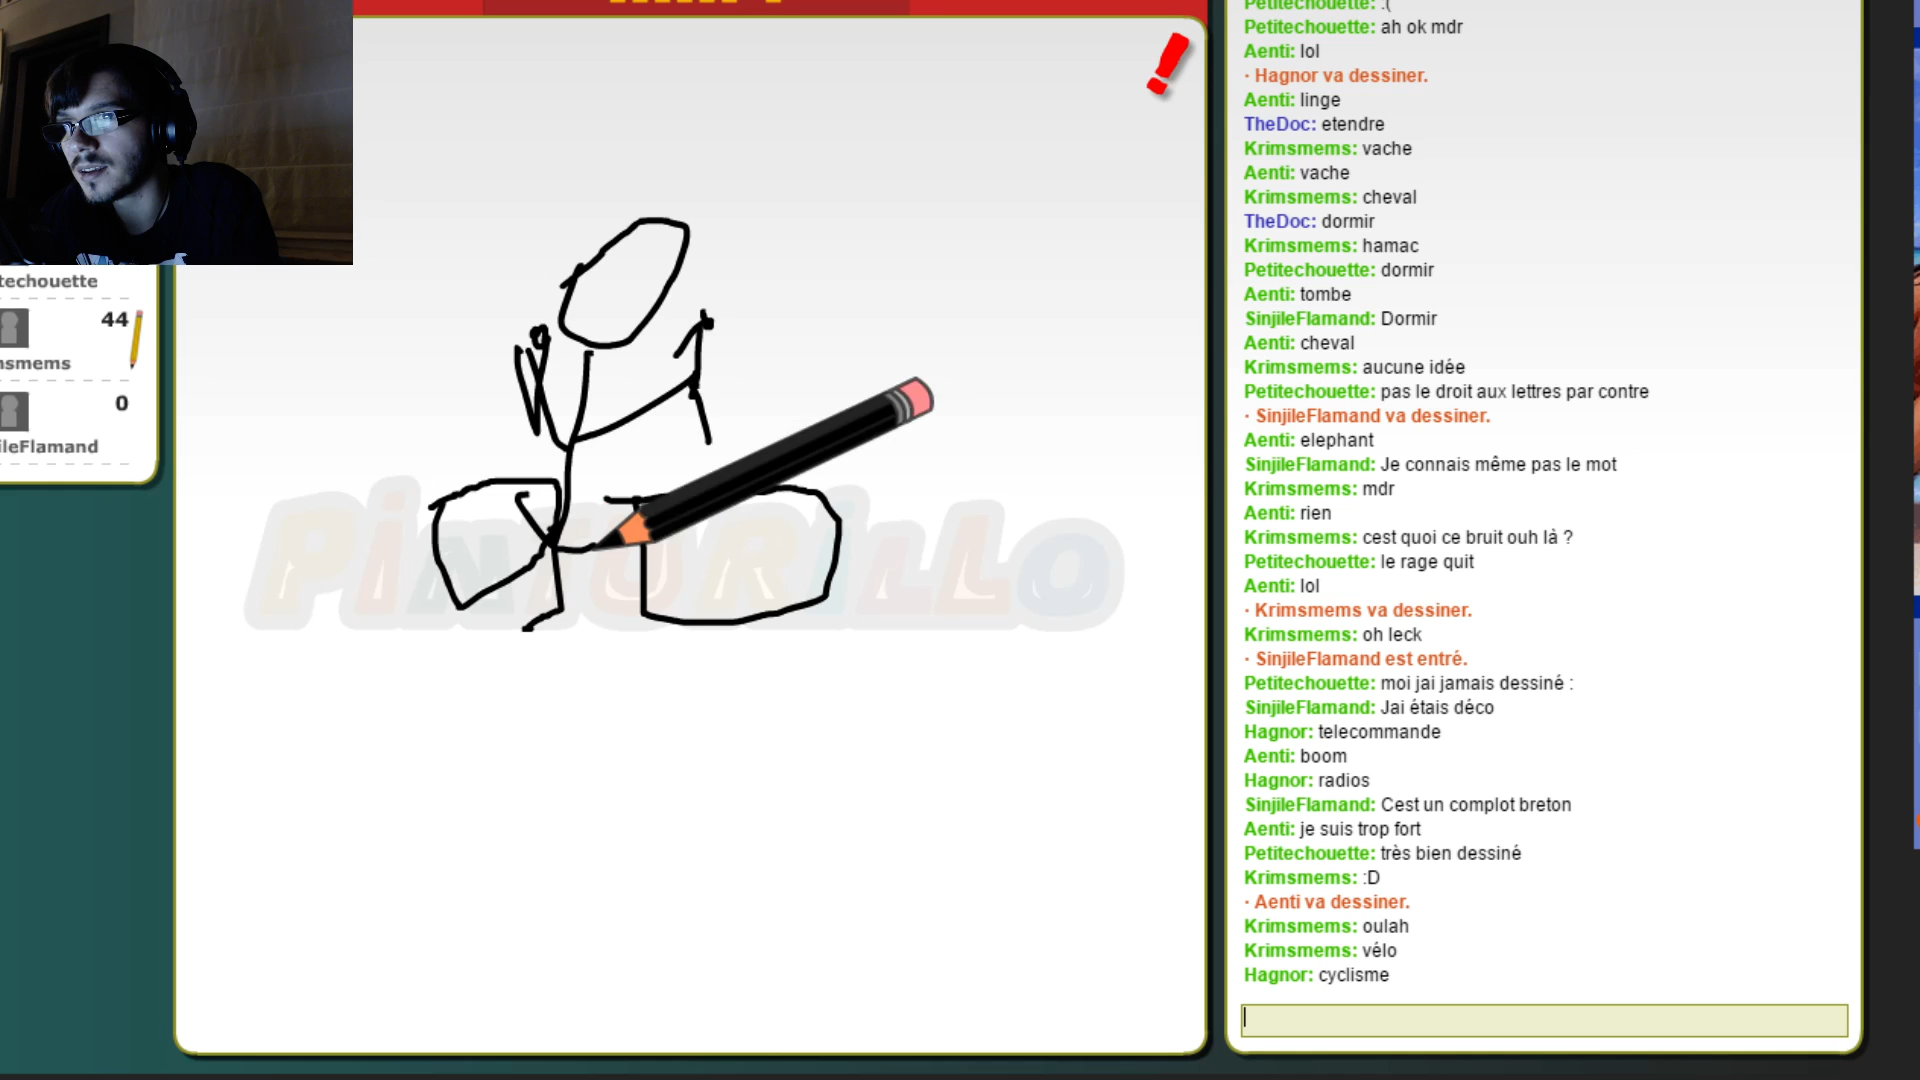 Petitechouette: :(
Petitechouette: ah ok mdr
Aenti: lol
· Hagnor va dessiner.
Aenti: linge
TheDoc: etendre
Krimsmems: vache
Aenti: vache
Krimsmems: cheval
TheDoc: dormir
Krimsmems: hamac
Petitechouette: dormir
Aenti: tombe
SinjileFlamand: Dormir
Aenti: cheval
Krimsmems: aucune idée
Petitechouette: pas le droit aux lettres par contre
· SinjileFlamand va dessiner.
Aenti: elephant
SinjileFlamand: Je connais même pas le mot
Krimsmems: mdr
Aenti: rien
Krimsmems: cest quoi ce bruit ouh là ?
Petitechouette: le rage quit
Aenti: lol
· Krimsmems va dessiner.
Krimsmems: oh leck
· SinjileFlamand est entré.
Petitechouette: moi jai jamais dessiné :
SinjileFlamand: Jai étais déco
Hagnor: telecommande
Aenti: boom
Hagnor: radios
SinjileFlamand: Cest un complot breton
Aenti: je suis trop fort
Petitechouette: très bien dessiné
Krimsmems: :D
· Aenti va dessiner.
Krimsmems: oulah
Krimsmems: vélo
Hagnor: cyclisme
techouette
44
nsmems
0
ileFlamand
!
PINTURILLO